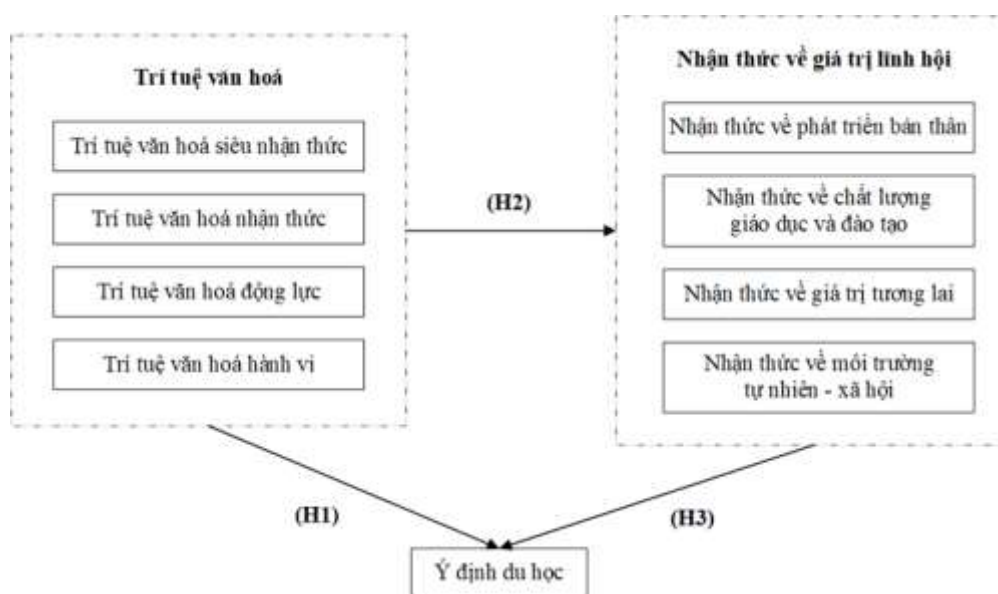 Trí tuệ văn hoá
Trí tuệ văn hoá siêu nhận thức
Trí tuệ văn hoá nhận thức
Trí tuệ văn hoá động lực
Trí tuệ văn hoá hành vi
(H2)
Nhận thức về giá trị lĩnh hội
Nhận thức về phát triển bản thân
Nhận thức về chất lượng
giáo dục và đào tạo
Nhận thức về giá trị tương lai
Nhận thức về môi trường
tự nhiên - xã hội
(H1)
(H3)
Ý định du học